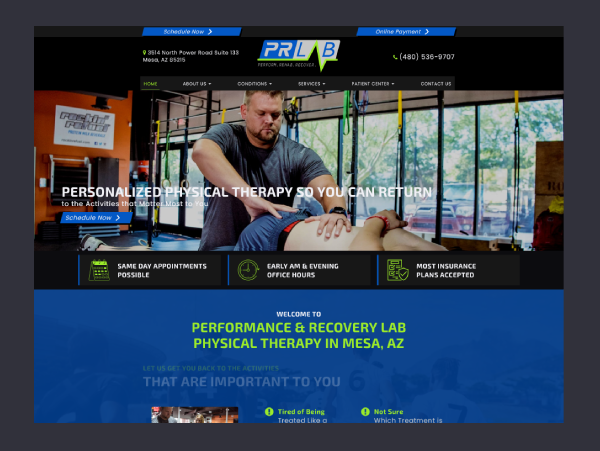 Schedule Now
Online Payment
3514 North Power Road Suite 133
Mesa, AZ 85215
PRLAB
PERFORM. REHAB. RECOVER.
(480) 536-9707
HOME
ABOUT US
CONDITIONS
SERVICES
PATIENT CENTER
CONTACT US
PERSONALIZED PHYSICAL THERAPY SO YOU CAN RETURN
to the Activities that Matter Most to You
Schedule Now
SAME DAY APPOINTMENTS
POSSIBLE
EARLY AM & EVENING
OFFICE HOURS
MOST INSURANCE
PLANS ACCEPTED
WELCOME TO
PERFORMANCE & RECOVERY LAB
PHYSICAL THERAPY IN MESA, AZ
LET US GET YOU BACK TO THE ACTIVITIES
THAT ARE IMPORTANT TO YOU
Tired of Being
Treated Like a
Not Sure
Which Treatment is